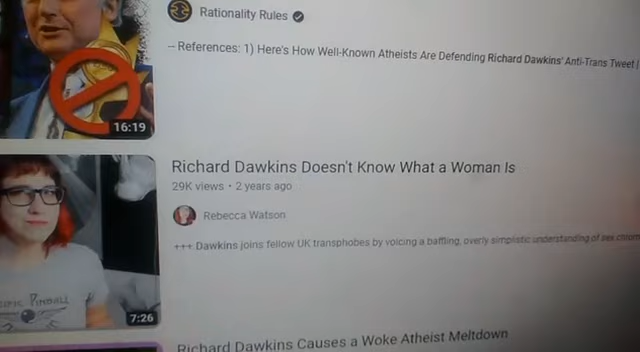 Rationality Rules
-- References: 1) Here's How Well-Known Atheists Are Defending Richard Dawkins' Anti-Trans Tweet |
16:19
Richard Dawkins Doesn't Know What a Woman Is
29K views • 2 years ago
Rebecca Watson
+++ Dawkins joins fellow UK transphobes by voicing a baffling, overly simplistic understanding of sex chrom
PINBALL
7:26
Richard Dawkins Causes a Woke Atheist Meltdown